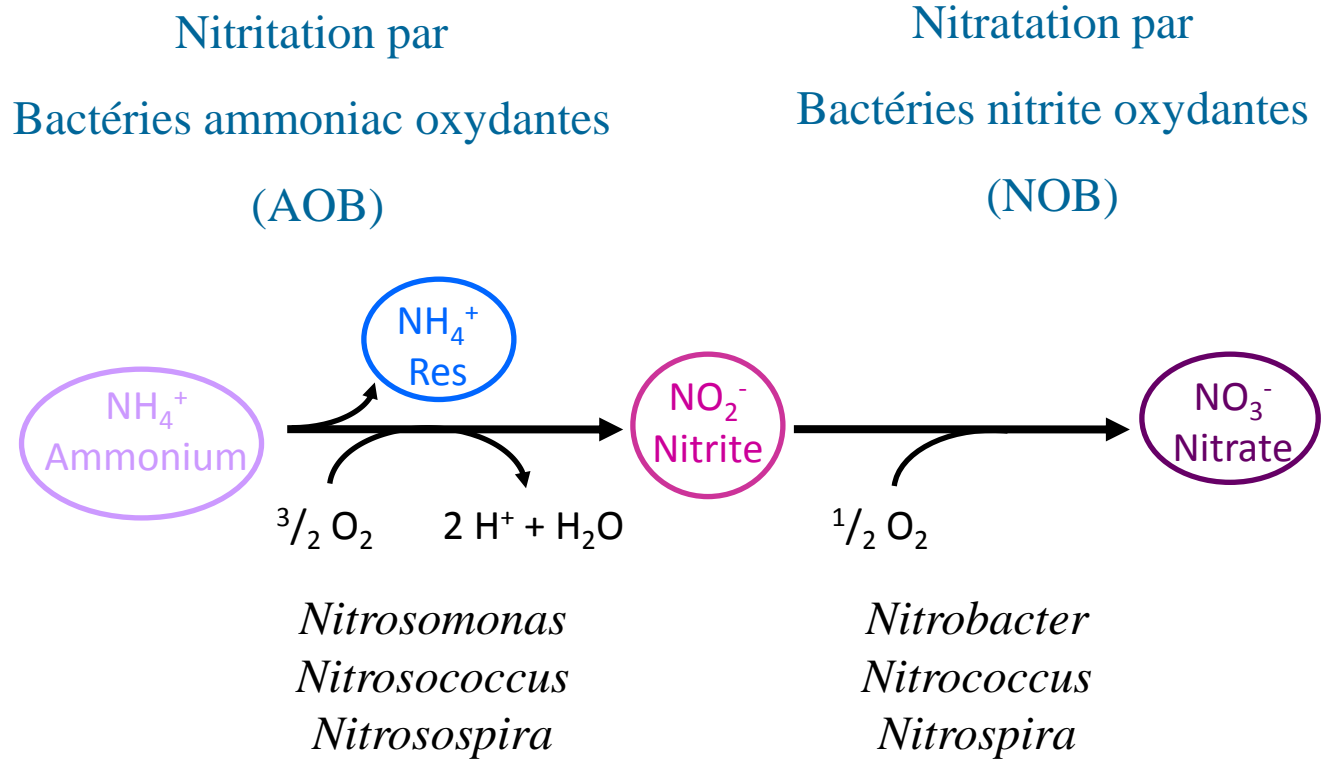 Nitritation par
Bactéries ammoniac oxydantes
(AOB)
Nitratation par
Bactéries nitrite oxydantes
(NOB)
NH₄⁺
Ammonium
NH₄⁺
Res
NO₂⁻
Nitrite
NO₃⁻
Nitrate
³/₂ O₂
2 H⁺ + H₂O
¹/₂ O₂
Nitrosomonas
Nitrosococcus
Nitrosospira
Nitrobacter
Nitrococcus
Nitrospira